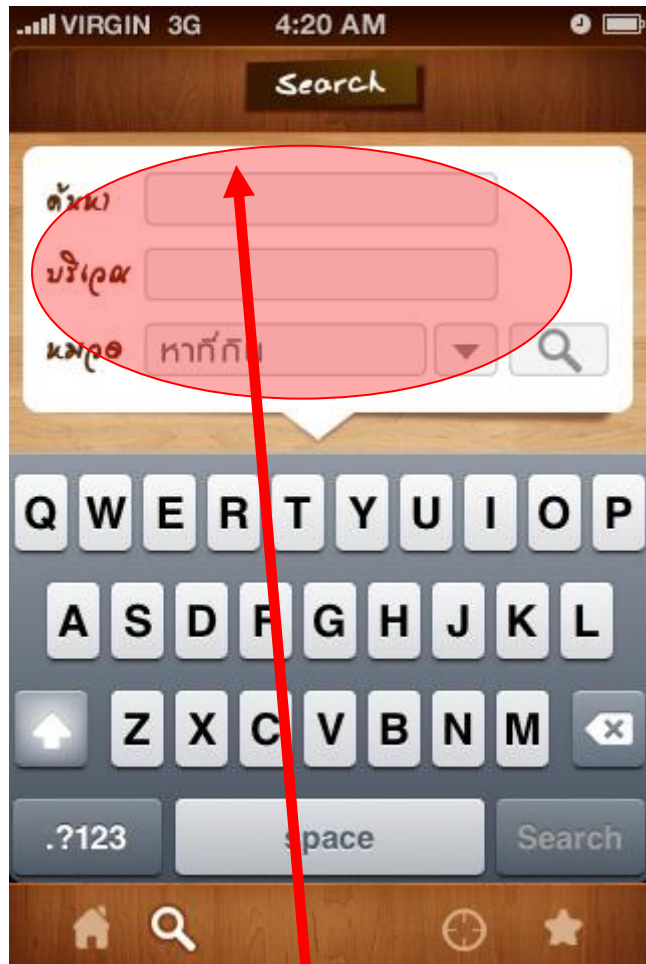 VIRGIN 3G 4:20 AM
Search
ค้นหา
บริเวณ
หมวด หาที่กิน
Q W E R T Y U I O P
A S D F G H J K L
Z X C V B N M
.?123 space Search